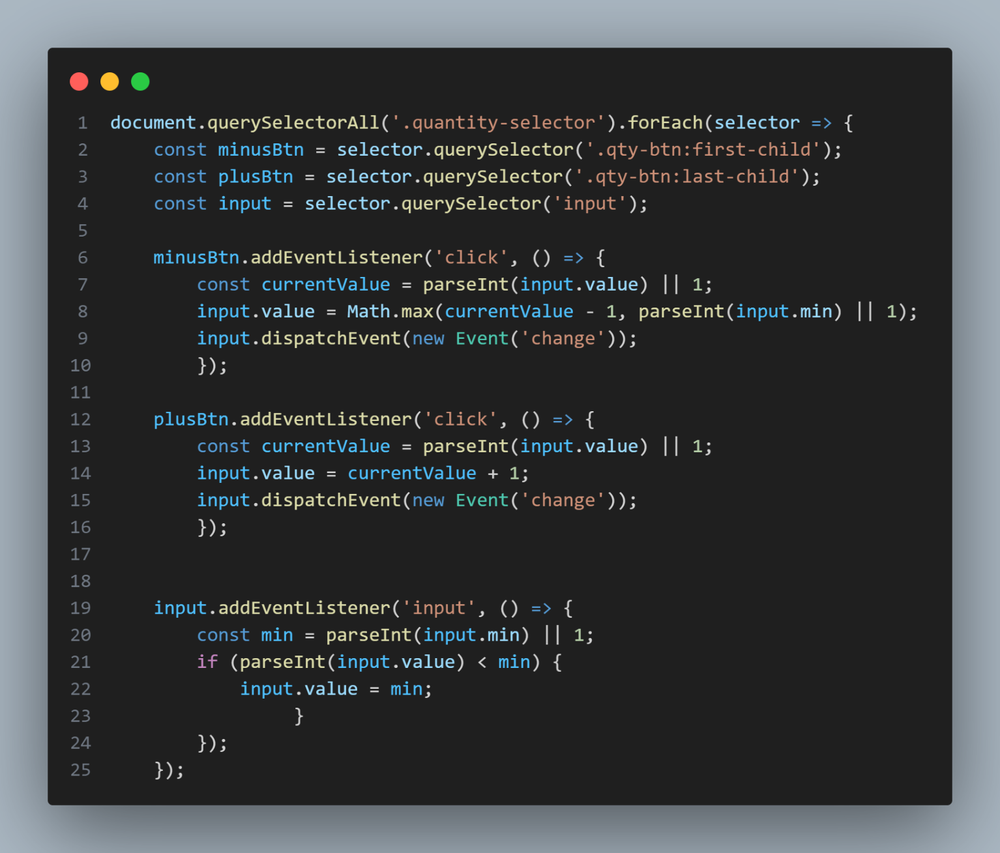 1 document.querySelectorAll('.quantity-selector').forEach(selector => {
2     const minusBtn = selector.querySelector('.qty-btn:first-child');
3     const plusBtn = selector.querySelector('.qty-btn:last-child');
4     const input = selector.querySelector('input');
5
6     minusBtn.addEventListener('click', () => {
7         const currentValue = parseInt(input.value) || 1;
8         input.value = Math.max(currentValue - 1, parseInt(input.min) || 1);
9         input.dispatchEvent(new Event('change'));
10         });
11
12     plusBtn.addEventListener('click', () => {
13         const currentValue = parseInt(input.value) || 1;
14         input.value = currentValue + 1;
15         input.dispatchEvent(new Event('change'));
16         });
17
18
19     input.addEventListener('input', () => {
20         const min = parseInt(input.min) || 1;
21         if (parseInt(input.value) < min) {
22             input.value = min;
23                  }
24         });
25     });